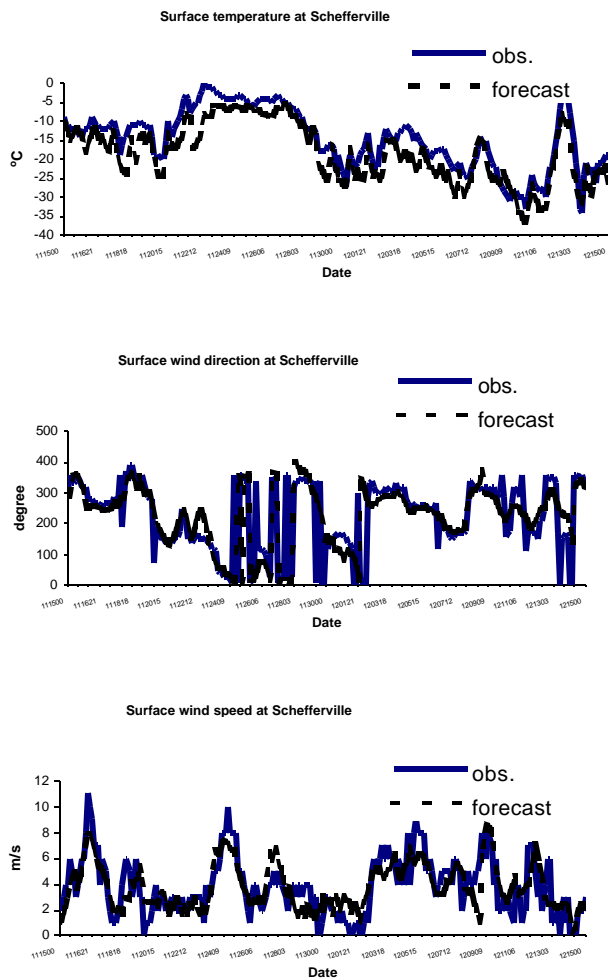 Surface temperature at Schefferville
obs.
forecast
0
-5
-10
-15
-20
-25
-30
-35
-40
°C
111500 111621 111818 112015 112212 112409 112606 112803 113000 120121 120318 120515 120712 120909 121106 121303 121500
Date
Surface wind direction at Schefferville
obs.
forecast
500
400
300
200
100
0
degree
111500 111621 111818 112015 112212 112409 112606 112803 113000 120121 120318 120515 120712 120909 121106 121303 121500
Date
Surface wind speed at Schefferville
obs.
forecast
12
10
8
6
4
2
0
m/s
111500 111621 111818 112015 112212 112409 112606 112803 113000 120121 120318 120515 120712 120909 121106 121303 121500
Date